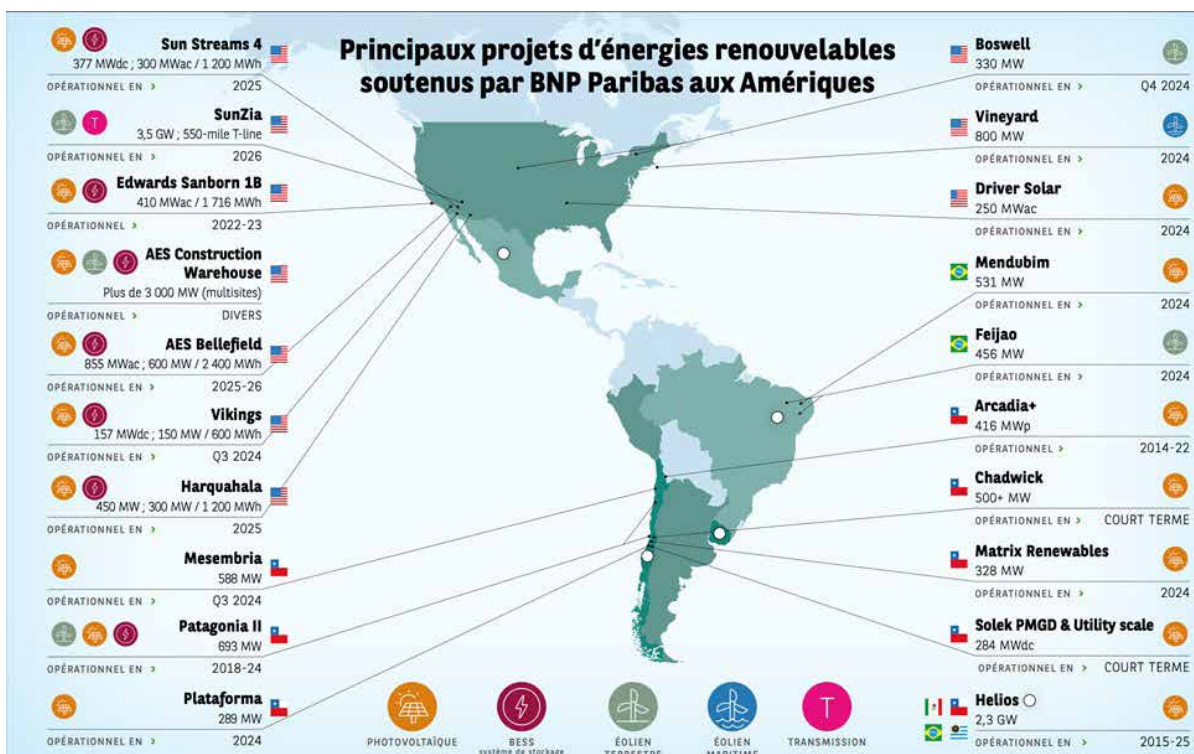 Principaux projets d’énergies renouvelables
soutenus par BNP Paribas aux Amériques
Sun Streams 4
377 MWdc ; 300 MWac / 1 200 MWh
OPÉRATIONNEL EN > 2025
SunZia
3,5 GW ; 550-mile T-line
OPÉRATIONNEL EN > 2026
Edwards Sanborn 1B
410 MWac / 1 716 MWh
OPÉRATIONNEL > 2022-23
AES Construction
Warehouse
Plus de 3 000 MW (multisites)
OPÉRATIONNEL > DIVERS
AES Bellefield
855 MWac ; 600 MW / 2 400 MWh
OPÉRATIONNEL EN > 2025-26
Vikings
157 MWdc ; 150 MW / 600 MWh
OPÉRATIONNEL EN > Q3 2024
Harquahala
450 MW ; 300 MW / 1 200 MWh
OPÉRATIONNEL EN > 2025
Mesembria
588 MW
OPÉRATIONNEL EN > Q3 2024
Patagonia II
693 MW
OPÉRATIONNEL EN > 2018-24
Plataforma
289 MW
OPÉRATIONNEL EN > 2024
Boswell
330 MW
OPÉRATIONNEL EN > Q4 2024
Vineyard
800 MW
OPÉRATIONNEL EN > 2024
Driver Solar
250 MWac
OPÉRATIONNEL EN > 2024
Mendubim
531 MW
OPÉRATIONNEL EN > 2024
Feijao
456 MW
OPÉRATIONNEL EN > 2024
Arcadia+
416 MWp
OPÉRATIONNEL > 2014-22
Chadwick
500+ MW
OPÉRATIONNEL EN > COURT TERME
Matrix Renewables
328 MW
OPÉRATIONNEL EN > 2024
Solek PMGD & Utility scale
284 MWdc
OPÉRATIONNEL EN > COURT TERME
Helios
2,3 GW
OPÉRATIONNEL EN > 2015-25
T
T
PHOTOVOLTAÏQUE
BESS
système de stockage
ÉOLIEN
TERRESTRE
ÉOLIEN
MARITIME
TRANSMISSION